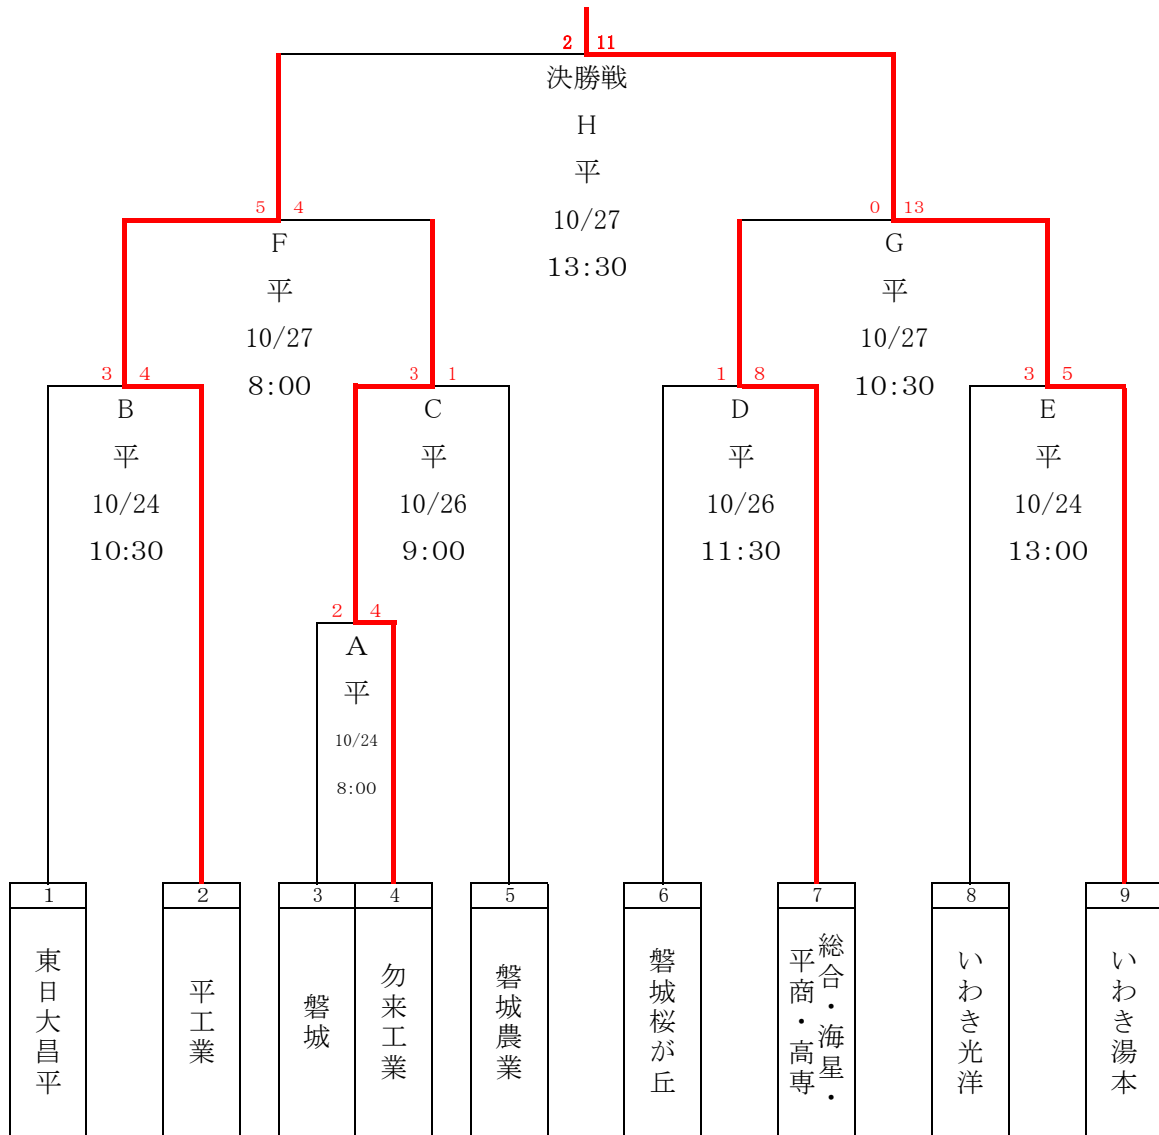 2 11
決勝戦
H
平
10/27
13:30
5 4
F
平
10/27
8:00
0 13
G
平
10/27
10:30
3 4
B
平
10/24
10:30
3 1
C
平
10/26
9:00
1 8
D
平
10/26
11:30
3 5
E
平
10/24
13:00
2 4
A
平
10/24
8:00
1
東日大昌平
2
平工業
3
磐城
4
勿来工業
5
磐城農業
6
磐城桜が丘
7
総合・海星・
平商・高専
8
いわき光洋
9
いわき湯本